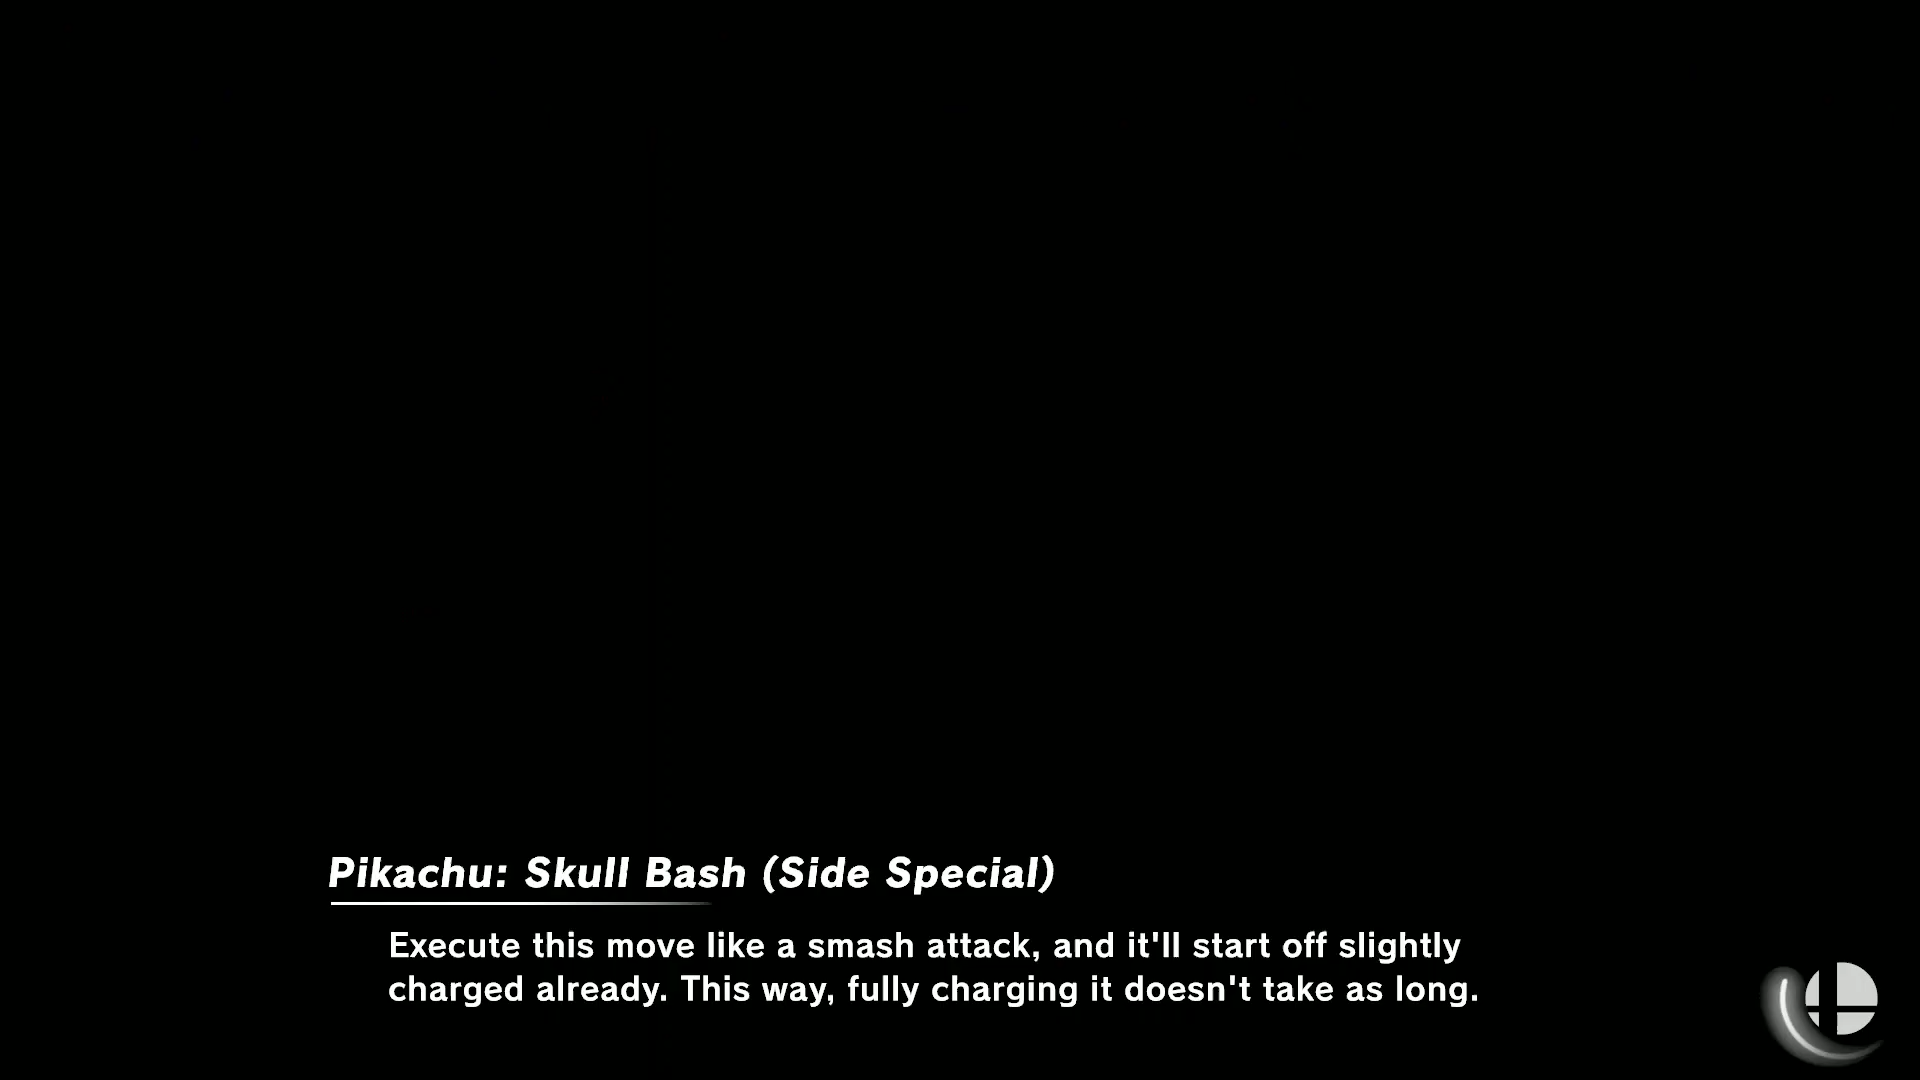 Pikachu: Skull Bash (Side Special)
Execute this move like a smash attack, and it'll start off slightly
charged already. This way, fully charging it doesn't take as long.